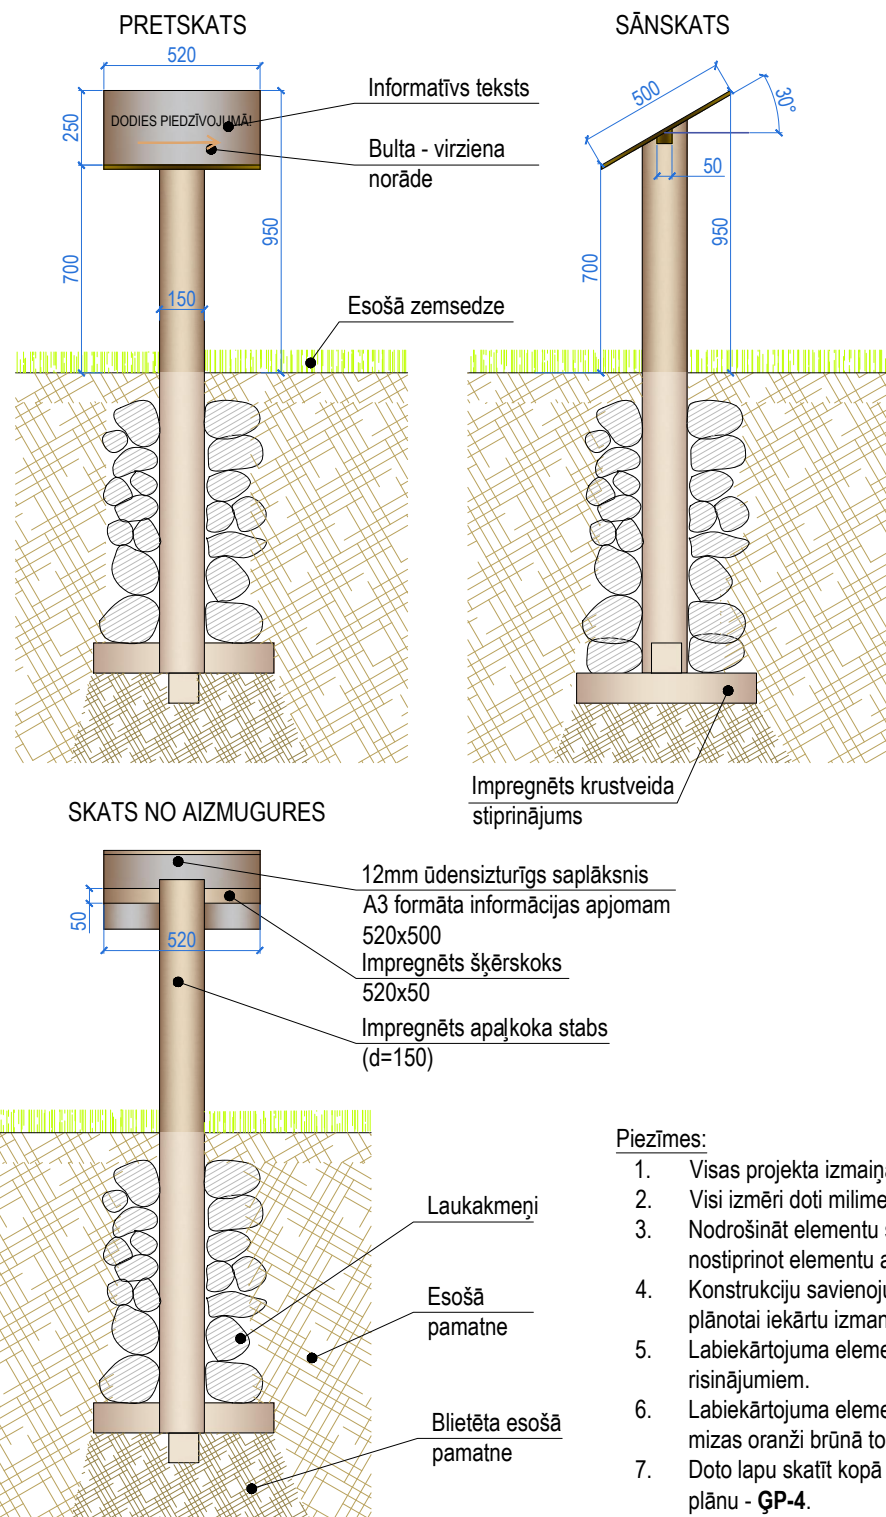 PRETSKATS
520
250
DODIES PIEDZĪVOJUMĀ!
700
950
150
Informatīvs teksts
Bulta - virziena
norāde
Esošā zemsedze
SĀNSKATS
500
30°
50
700
950
Impregnēts krustveida
stiprinājums
SKATS NO AIZMUGURES
50
520
12mm ūdensizturīgs saplāksnis
A3 formāta informācijas apjomam
520x500
Impregnēts šķērskoks
520x50
Impregnēts apaļkoka stabs
(d=150)
Laukakmeņi
Esošā
pamatne
Blietēta esošā
pamatne
Piezīmes:
1. Visas projekta izmaiņa
2. Visi izmēri doti milime
3. Nodrošināt elementu s
nostiprinot elementu a
4. Konstrukciju savienoju
plānotai iekārtu izman
5. Labiekārtojuma eleme
risinājumiem.
6. Labiekārtojuma eleme
mizas oranži brūnā to
7. Doto lapu skatīt kopā
plānu - ĢP-4.